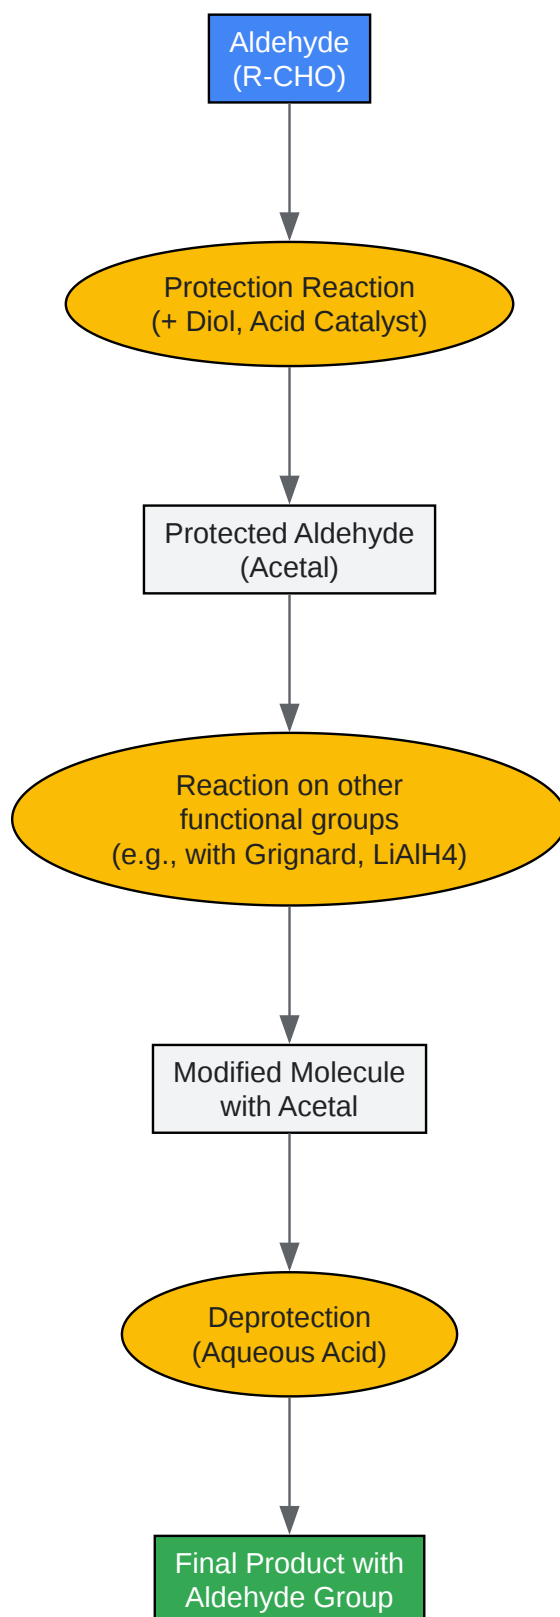 Aldehyde
(R-CHO)
Protection Reaction
(+ Diol, Acid Catalyst)
Protected Aldehyde
(Acetal)
Reaction on other
functional groups
(e.g., with Grignard, LiAlH4)
Modified Molecule
with Acetal
Deprotection
(Aqueous Acid)
Final Product with
Aldehyde Group